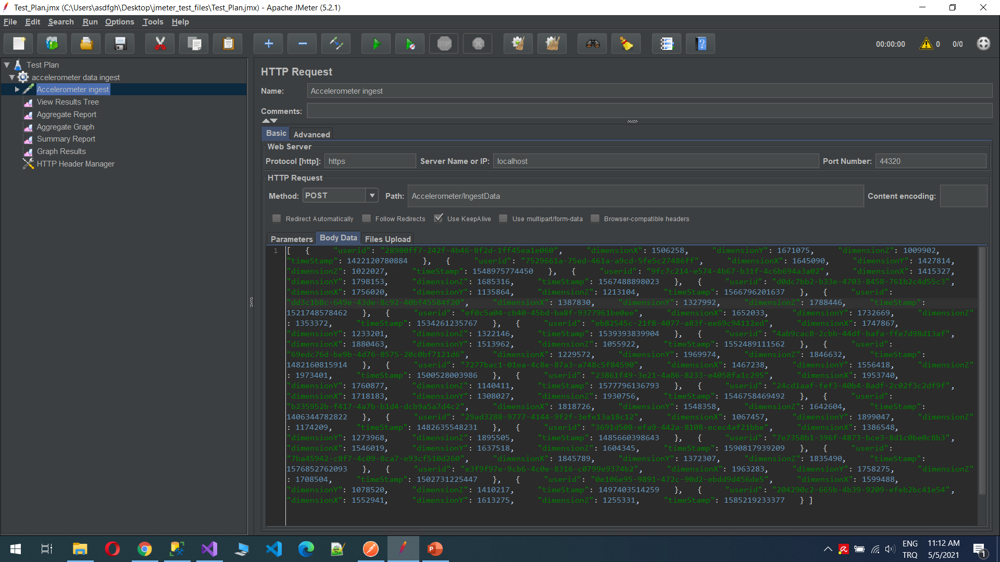 Test_Plan.jmx (C:\Users\asdfgh\Desktop\jmeter_test_files\Test_Plan.jmx) - Apache JMeter (5.2.1)
File Edit Search Run Options Tools Help
STOP
00:00:00 0 0/0
Test Plan
accelerometer data ingest
Accelerometer ingest
View Results Tree
Aggregate Report
Aggregate Graph
Summary Report
Graph Results
HTTP Header Manager
HTTP Request
Name: Accelerometer ingest
Comments:
Basic Advanced
Web Server
Protocol [http]: https Server Name or IP: localhost Port Number: 44320
HTTP Request
Method: POST Path: Accelerometer/IngestData Content encoding:
Redirect Automatically Follow Redirects Use KeepAlive Use multipart/form-data Browser-compatible headers
Parameters Body Data Files Upload
1 [ { "userid": "28980ff7-242f-4b46-8f2d-1ff45ea1e060", "dimensionX": 1506258, "dimensionY": 1671075, "dimensionZ": 1009902,
"timeStamp": 1422120780884 }, { "userid": "7529661a-75ed-461a-a9cd-5fe5c27486ff", "dimensionX": 1645090, "dimensionY": 1427814,
"dimensionZ": 1022027, "timeStamp": 1548975774450 }, { "userid": "9fc7c214-e574-4b67-b31f-4c6b694a3a02", "dimensionX": 1415327,
"dimensionY": 1798153, "dimensionZ": 1685316, "timeStamp": 1567488898023 }, { "userid": "d0dc7bb2-b33e-4703-8458-761b2c4d55c3",
"dimensionX": 1756020, "dimensionY": 1135864, "dimensionZ": 1213104, "timeStamp": 1566796201637 }, { "userid":
"dd3c1b8c-649e-43de-8c92-40bf45584f20", "dimensionX": 1387830, "dimensionY": 1327992, "dimensionZ": 1788446, "timeStamp":
1521748578462 }, { "userid": "ef0c5a04-cb40-45bd-ba8f-9377961be0ee", "dimensionX": 1652033, "dimensionY": 1732669, "dimensionZ"
: 1353372, "timeStamp": 1534261235767 }, { "userid": "eb82545c-21f8-4077-a83f-ee69c94112ed", "dimensionX": 1747867,
"dimensionY": 1233201, "dimensionZ": 1322146, "timeStamp": 1539393839904 }, { "userid": "4ab9cac8-2cbb-44df-bafa-ffe7d98d13af",
"dimensionX": 1880463, "dimensionY": 1513962, "dimensionZ": 1055922, "timeStamp": 1552489111562 }, { "userid":
"69edc76d-be9b-4d76-8575-20c0bf7121d6", "dimensionX": 1229572, "dimensionY": 1969974, "dimensionZ": 1846632, "timeStamp":
1482160815914 }, { "userid": "7277bac1-01ea-4c8e-87a3-a748c5f84590", "dimensionX": 1467238, "dimensionY": 1556418, "dimensionZ"
: 1973401, "timeStamp": 1500528003986 }, { "userid": "23861f49-3e21-4a86-8233-e4058fa1c295", "dimensionX": 1953740,
"dimensionY": 1760877, "dimensionZ": 1140411, "timeStamp": 1577796136793 }, { "userid": "24cd1aaf-fef3-40b4-8adf-2c02f3c2df9f",
"dimensionX": 1718183, "dimensionY": 1308027, "dimensionZ": 1930756, "timeStamp": 1546758469492 }, { "userid":
"b235952b-f417-4a7b-b1d4-dcb9a5a7d4c2", "dimensionX": 1818726, "dimensionY": 1548358, "dimensionZ": 1642604, "timeStamp":
1406344782822 }, { "userid": "29ad3288-9777-4144-9f2f-3efe13a18c12", "dimensionX": 1067457, "dimensionY": 1899047, "dimensionZ"
: 1174209, "timeStamp": 1482635548231 }, { "userid": "3691d508-efa9-442a-8108-ecec4af21bbe", "dimensionX": 1386548,
"dimensionY": 1273968, "dimensionZ": 1895505, "timeStamp": 1485660398643 }, { "userid": "7e7358b1-396f-4873-bce3-8d1c0be0c8b3",
"dimensionX": 1546019, "dimensionY": 1637518, "dimensionZ": 1604345, "timeStamp": 1590817939209 }, { "userid":
"7ba45942-c8f7-4c09-8ca7-e93cf510d260", "dimensionX": 1845789, "dimensionY": 1372307, "dimensionZ": 1835490, "timeStamp":
1576852762093 }, { "userid": "e3f9f97e-9cb6-4c0e-8316-c0799e9374b2", "dimensionX": 1963283, "dimensionY": 1758275, "dimensionZ"
: 1708504, "timeStamp": 1502731225447 }, { "userid": "0e106e95-9891-472c-90d2-ebdd9d456de5", "dimensionX": 1599488,
"dimensionY": 1078520, "dimensionZ": 1410217, "timeStamp": 1497403514259 }, { "userid": "204290c2-665b-4b39-9209-efeb2bc41e54",
"dimensionX": 1552941, "dimensionY": 1613275, "dimensionZ": 1255331, "timeStamp": 1585219233377 } ]
ENG 11:12 AM
TRQ 5/5/2021 1